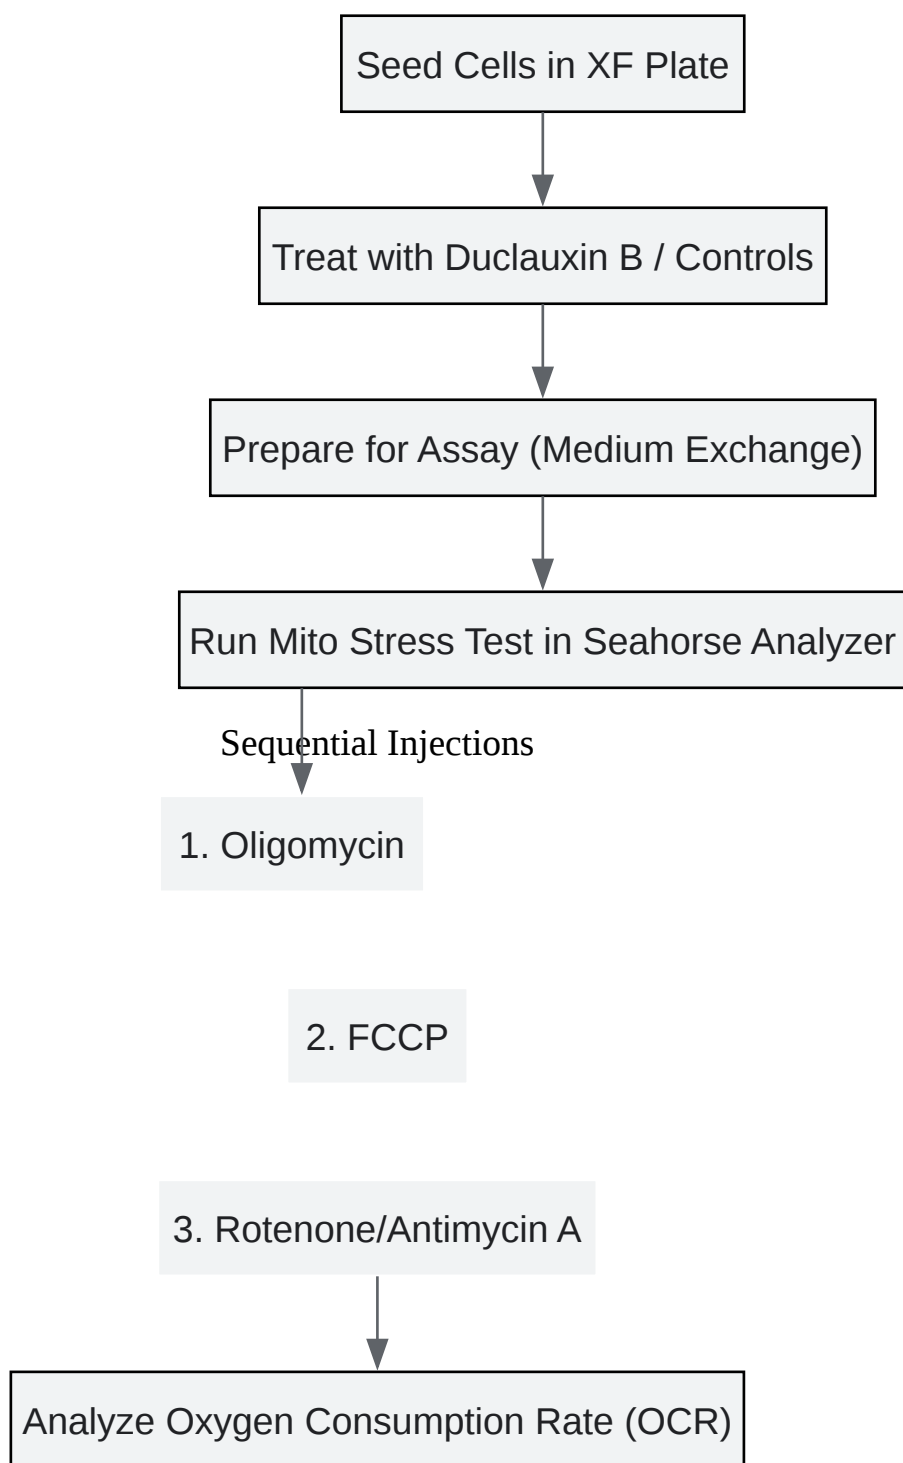 Seed Cells in XF Plate
Treat with Duclauxin B / Controls
Prepare for Assay (Medium Exchange)
Run Mito Stress Test in Seahorse Analyzer
Sequential Injections
1. Oligomycin
2. FCCP
3. Rotenone/Antimycin A
Analyze Oxygen Consumption Rate (OCR)